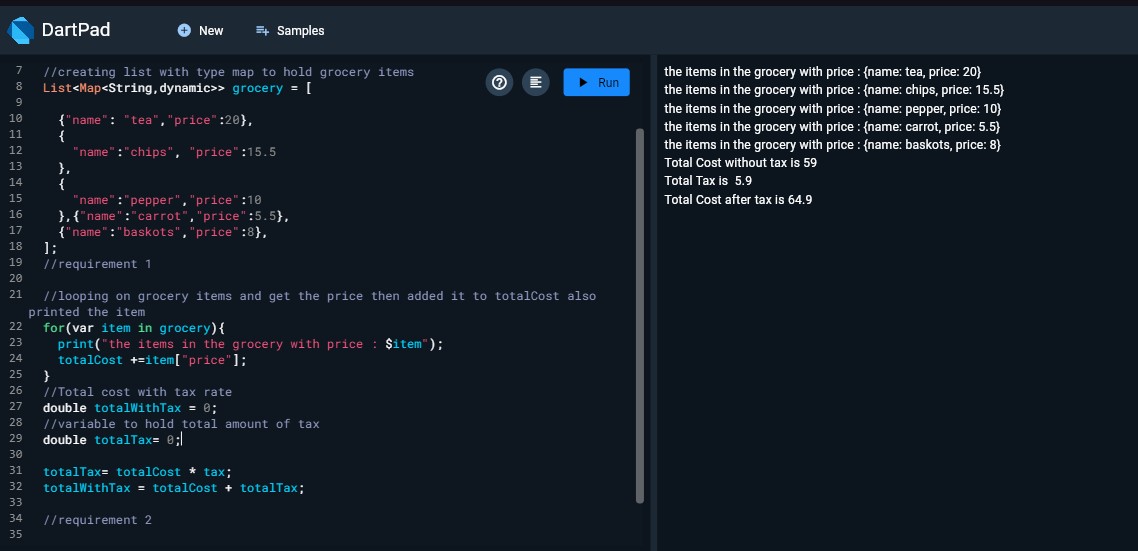 DartPad
New
Samples
7 //creating list with type map to hold grocery items
8 List<Map<String,dynamic>> grocery = [
9
10 {"name": "tea","price":20},
11 {
12 "name":"chips", "price":15.5
13 },
14 {
15 "name":"pepper","price":10
16 },{"name":"carrot","price":5.5},
17 {"name":"baskots","price":8},
18 ];
19 //requirement 1
20
21 //looping on grocery items and get the price then added it to totalCost also
printed the item
22 for(var item in grocery){
23 print("the items in the grocery with price : $item");
24 totalCost +=item["price"];
25 }
26 //Total cost with tax rate
27 double totalWithTax = 0;
28 //variable to hold total amount of tax
29 double totalTax= 0;
30
31 totalTax= totalCost * tax;
32 totalWithTax = totalCost + totalTax;
33
34 //requirement 2
35
Run
the items in the grocery with price : {name: tea, price: 20}
the items in the grocery with price : {name: chips, price: 15.5}
the items in the grocery with price : {name: pepper, price: 10}
the items in the grocery with price : {name: carrot, price: 5.5}
the items in the grocery with price : {name: baskots, price: 8}
Total Cost without tax is 59
Total Tax is  5.9
Total Cost after tax is 64.9